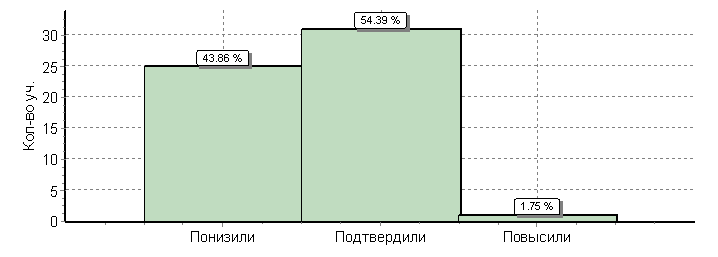 Кол-во уч.
30
25
20
15
10
5
0
43.86 %
54.39 %
1.75 %
Понизили
Подтвердили
Повысили